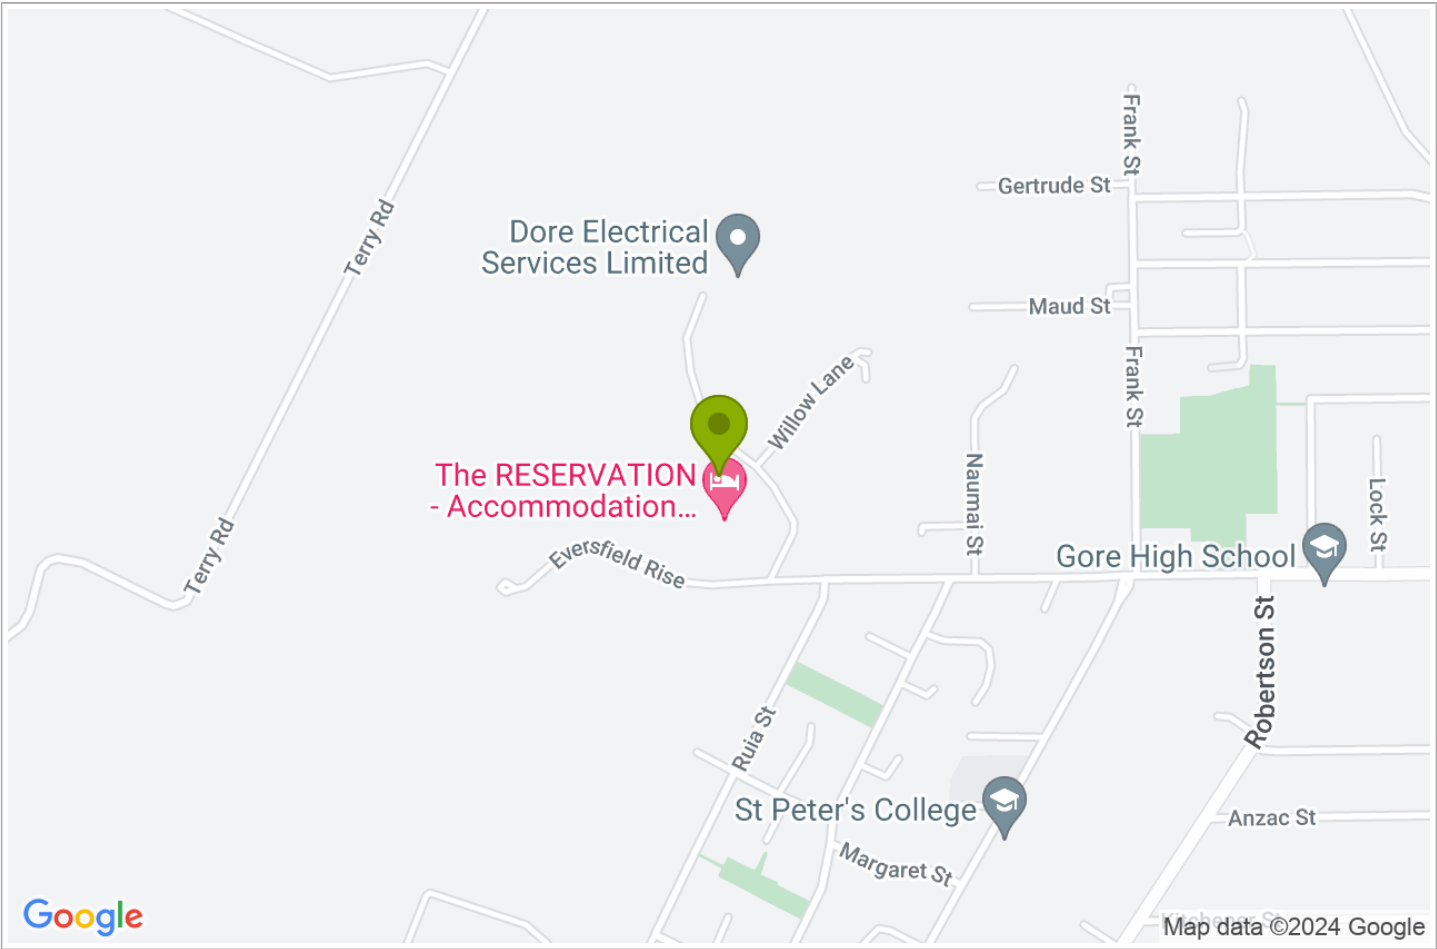 Frank St
Gertrude St
Terry Rd
Dore Electrical
Services Limited
Maud St
Frank St
Willow Lane
The RESERVATION
- Accommodation...
Naumai St
Lock St
Terry Rd
Eversfield Rise
Gore High School
Robertson St
Ruia St
St Peter's College
Anzac St
Margaret St
Google
Kitchener St
Map data ©2024 Google